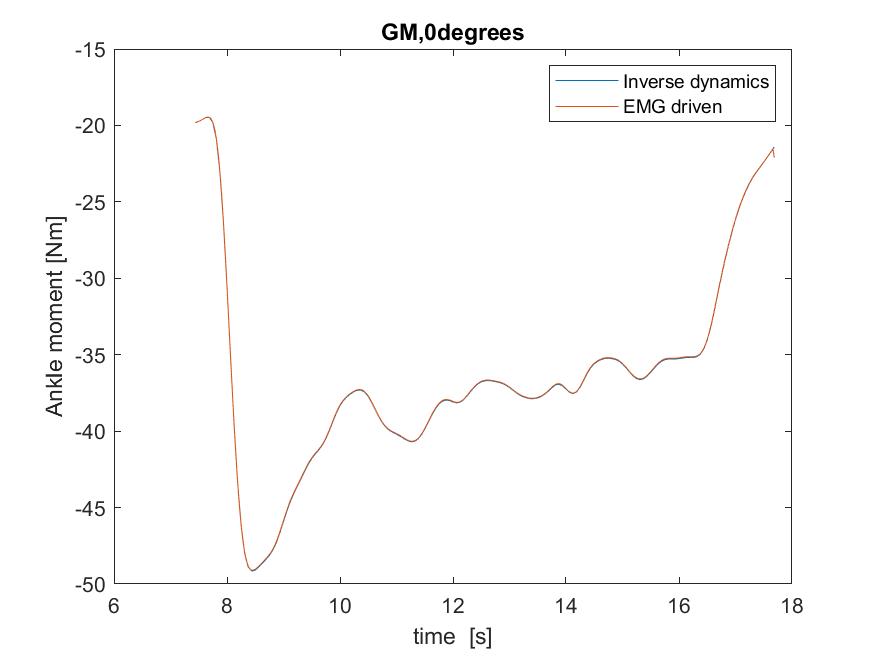 GM,0degrees
Inverse dynamics
EMG driven
Ankle moment [Nm]
-15
-20
-25
-30
-35
-40
-45
-50
6 8 10 12 14 16 18
time [s]